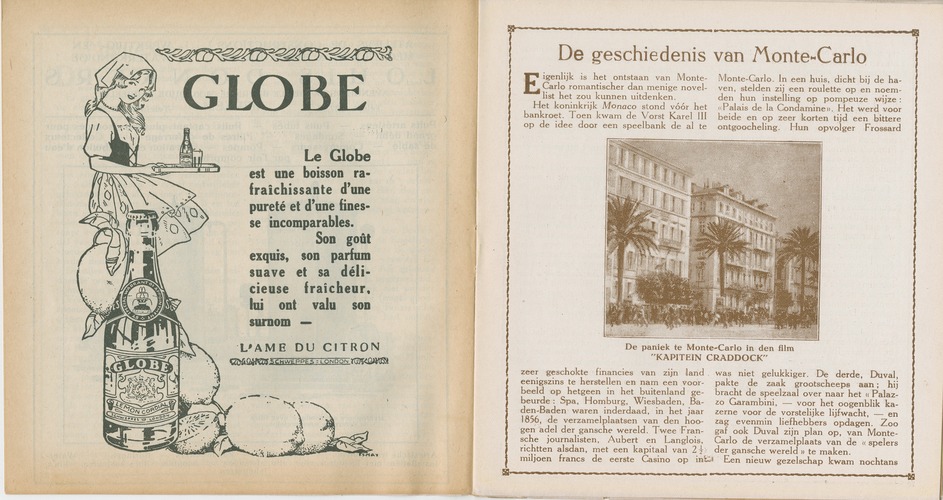 GLOBE
Le Globe
est une boisson ra-
fraîchissante d'une
pureté et d'une fines-
se incomparables.
Son goût
exquis, son parfum
suave et sa déli-
cieuse fraîcheur,
lui ont valu son
surnom —
L'AME DU CITRON
SCHWEPPES : LONDON
GLOBE
De geschiedenis van Monte-Carlo
Eigenlijk is het ontstaan van Monte-
Carlo romantischer dan menige novel-
list het zou kunnen uitdenken.
Het koninkrijk Monaco stond vóór het
bankroet. Toen kwam de Vorst Karel III
op de idee door een speelbank de al te
zeer geschokte financies van zijn land
eenigszins te herstellen en nam een voor-
beeld op hetgeen in het buitenland ge-
beurde : Spa, Homburg, Wiesbaden, Ba-
den-Baden waren inderdaad, in het jaar
1856, de verzamelplaatsen van den hoo-
gen adel der gansche wereld. Twee Fran-
sche journalisten, Aubert en Langlois,
richtten alsdan, met een kapitaal van 2½
miljoen francs de eerste Casino op in
Monte-Carlo. In een huis, dicht bij de ha-
ven, stelden zij een roulette op en noem-
den hun instelling op pompeuze wijze :
«Palais de la Condamine». Het werd voor
beide en op zeer korten tijd een bittere
ontgoocheling. Hun opvolger Frossard
was niet gelukkiger. De derde, Duval,
pakte de zaak grootscheeps aan ; hij
bracht de speelzaal over naar het « Palaz-
zo Garambini, — voor het oogenblik ka-
zerne voor de vorstelijke lijfwacht, — en
zag evenmin liefhebbers opdagen. Zoo
gaf ook Duval zijn plan op, van Monte-
Carlo de verzamelplaats van de « spelers
der gansche wereld » te maken.
Een nieuw gezelschap kwam nochtans
De paniek te Monte-Carlo in den film
"KAPITEIN CRADDOCK"